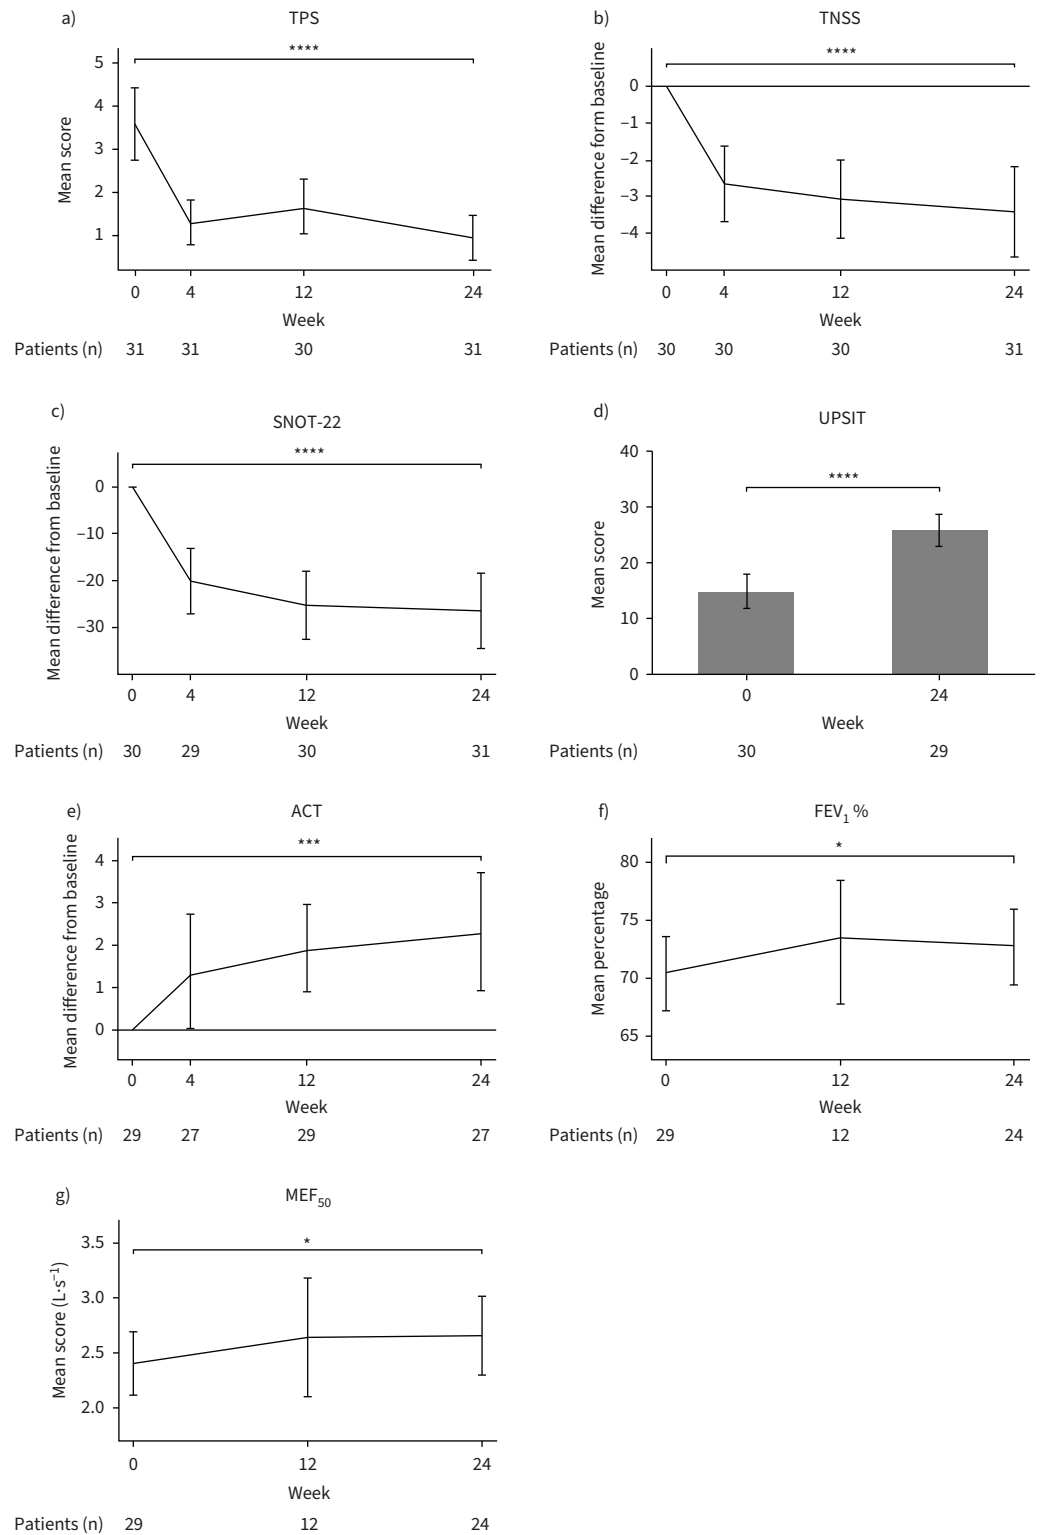 a) TPS
****
Mean score
5
4
3
2
1
0 4 12 24
Week
Patients (n) 31 31 30 31
b) TNSS
****
Mean difference form baseline
0
–1
–2
–3
–4
0 4 12 24
Week
Patients (n) 30 30 30 31
c) SNOT-22
****
Mean difference from baseline
0
–10
–20
–30
0 4 12 24
Week
Patients (n) 30 29 30 31
d) UPSIT
****
Mean score
40
30
20
10
0
0 24
Week
Patients (n) 30 29
e) ACT
***
Mean difference from baseline
4
3
2
1
0
0 4 12 24
Week
Patients (n) 29 27 29 27
f) FEV1 %
*
Mean percentage
80
75
70
65
0 12 24
Week
Patients (n) 29 12 24
g) MEF50
*
Mean score (L·s−1)
3.5
3.0
2.5
2.0
0 12 24
Week
Patients (n) 29 12 24